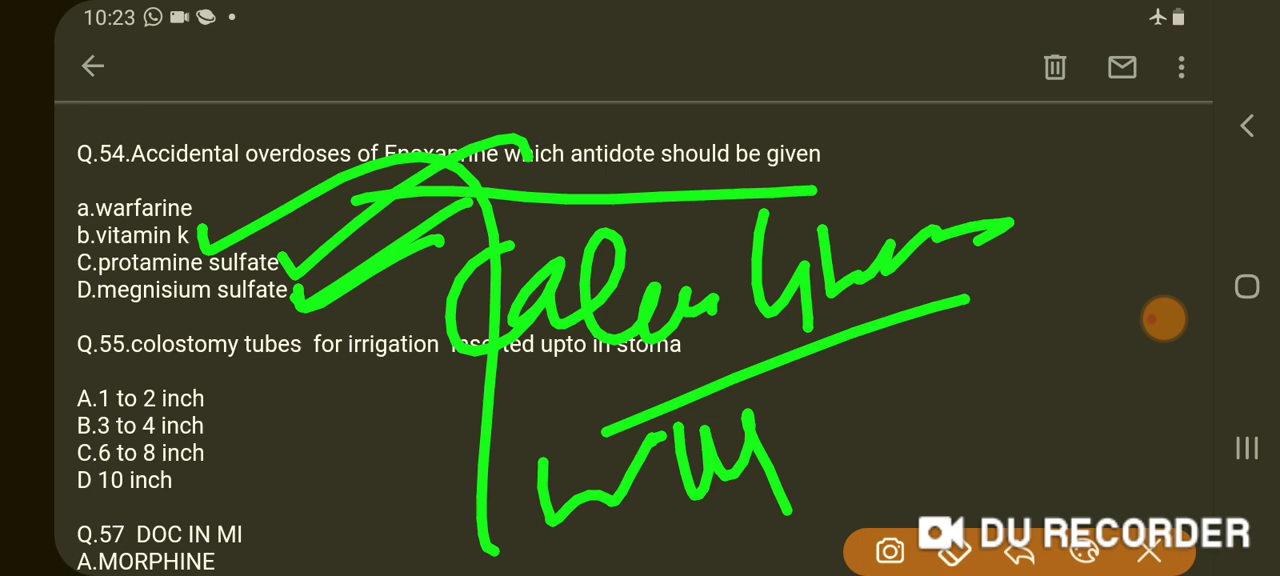 10:23
Q.54.Accidental overdoses of Enoxaprine which antidote should be given
a.warfarine
b.vitamin k
C.protamine sulfate
D.megnisium sulfate
Q.55.colostomy tubes for irrigation inserted upto in stoma
A.1 to 2 inch
B.3 to 4 inch
C.6 to 8 inch
D 10 inch
Q.57 DOC IN MI
A.MORPHINE
DU RECORDER